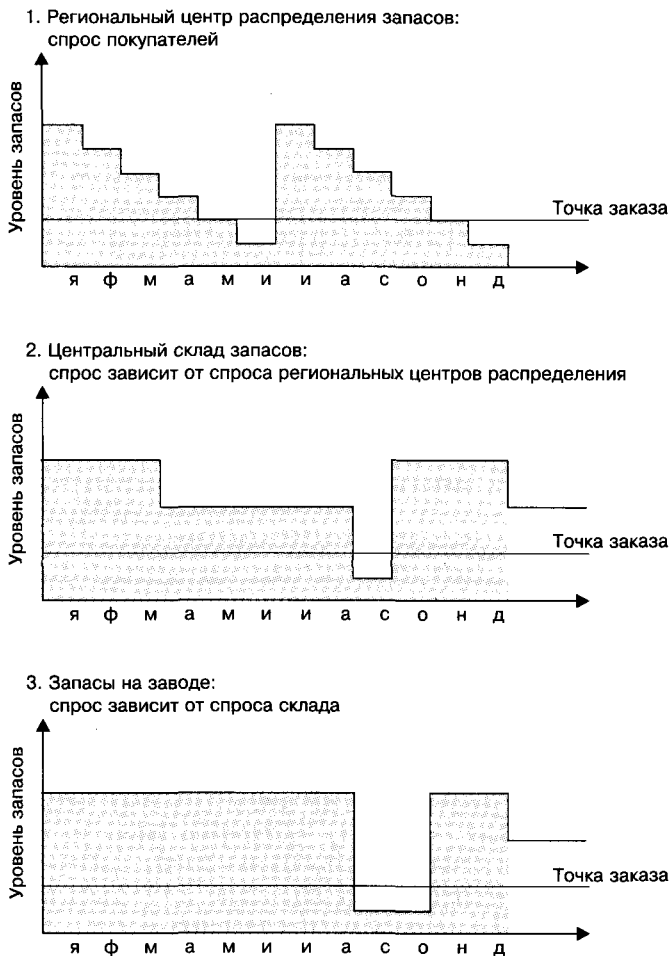 1. Региональный центр распределения запасов:
спрос покупателей
Уровень запасов
Точка заказа
я ф м а м и и а с о н д
2. Центральный склад запасов:
спрос зависит от спроса региональных центров распределения
Уровень запасов
Точка заказа
я ф м а м и и а с о н д
3. Запасы на заводе:
спрос зависит от спроса склада
Уровень запасов
Точка заказа
я ф м а м и и а с о н д